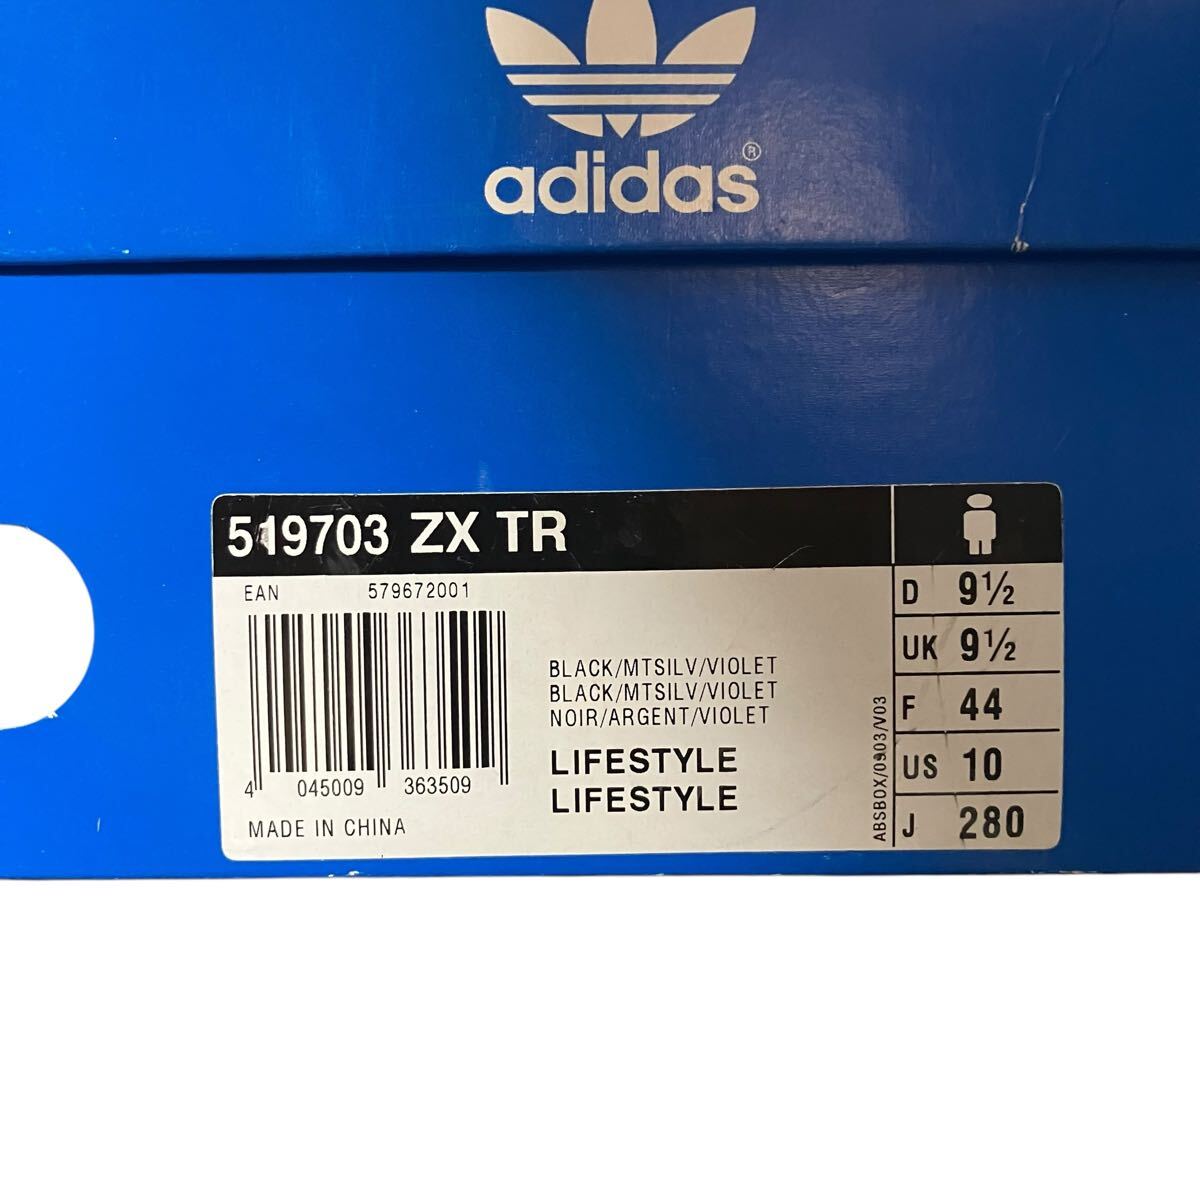 adidas®
519703 ZX TR
EAN 579672001
BLACK/MTSILV/VIOLET
BLACK/MTSILV/VIOLET
NOIR/ARGENT/VIOLET
LIFESTYLE
LIFESTYLE
4 045009 363509
MADE IN CHINA
ABSBOX/0903/V03
D 9½
UK 9½
F 44
US 10
J 280